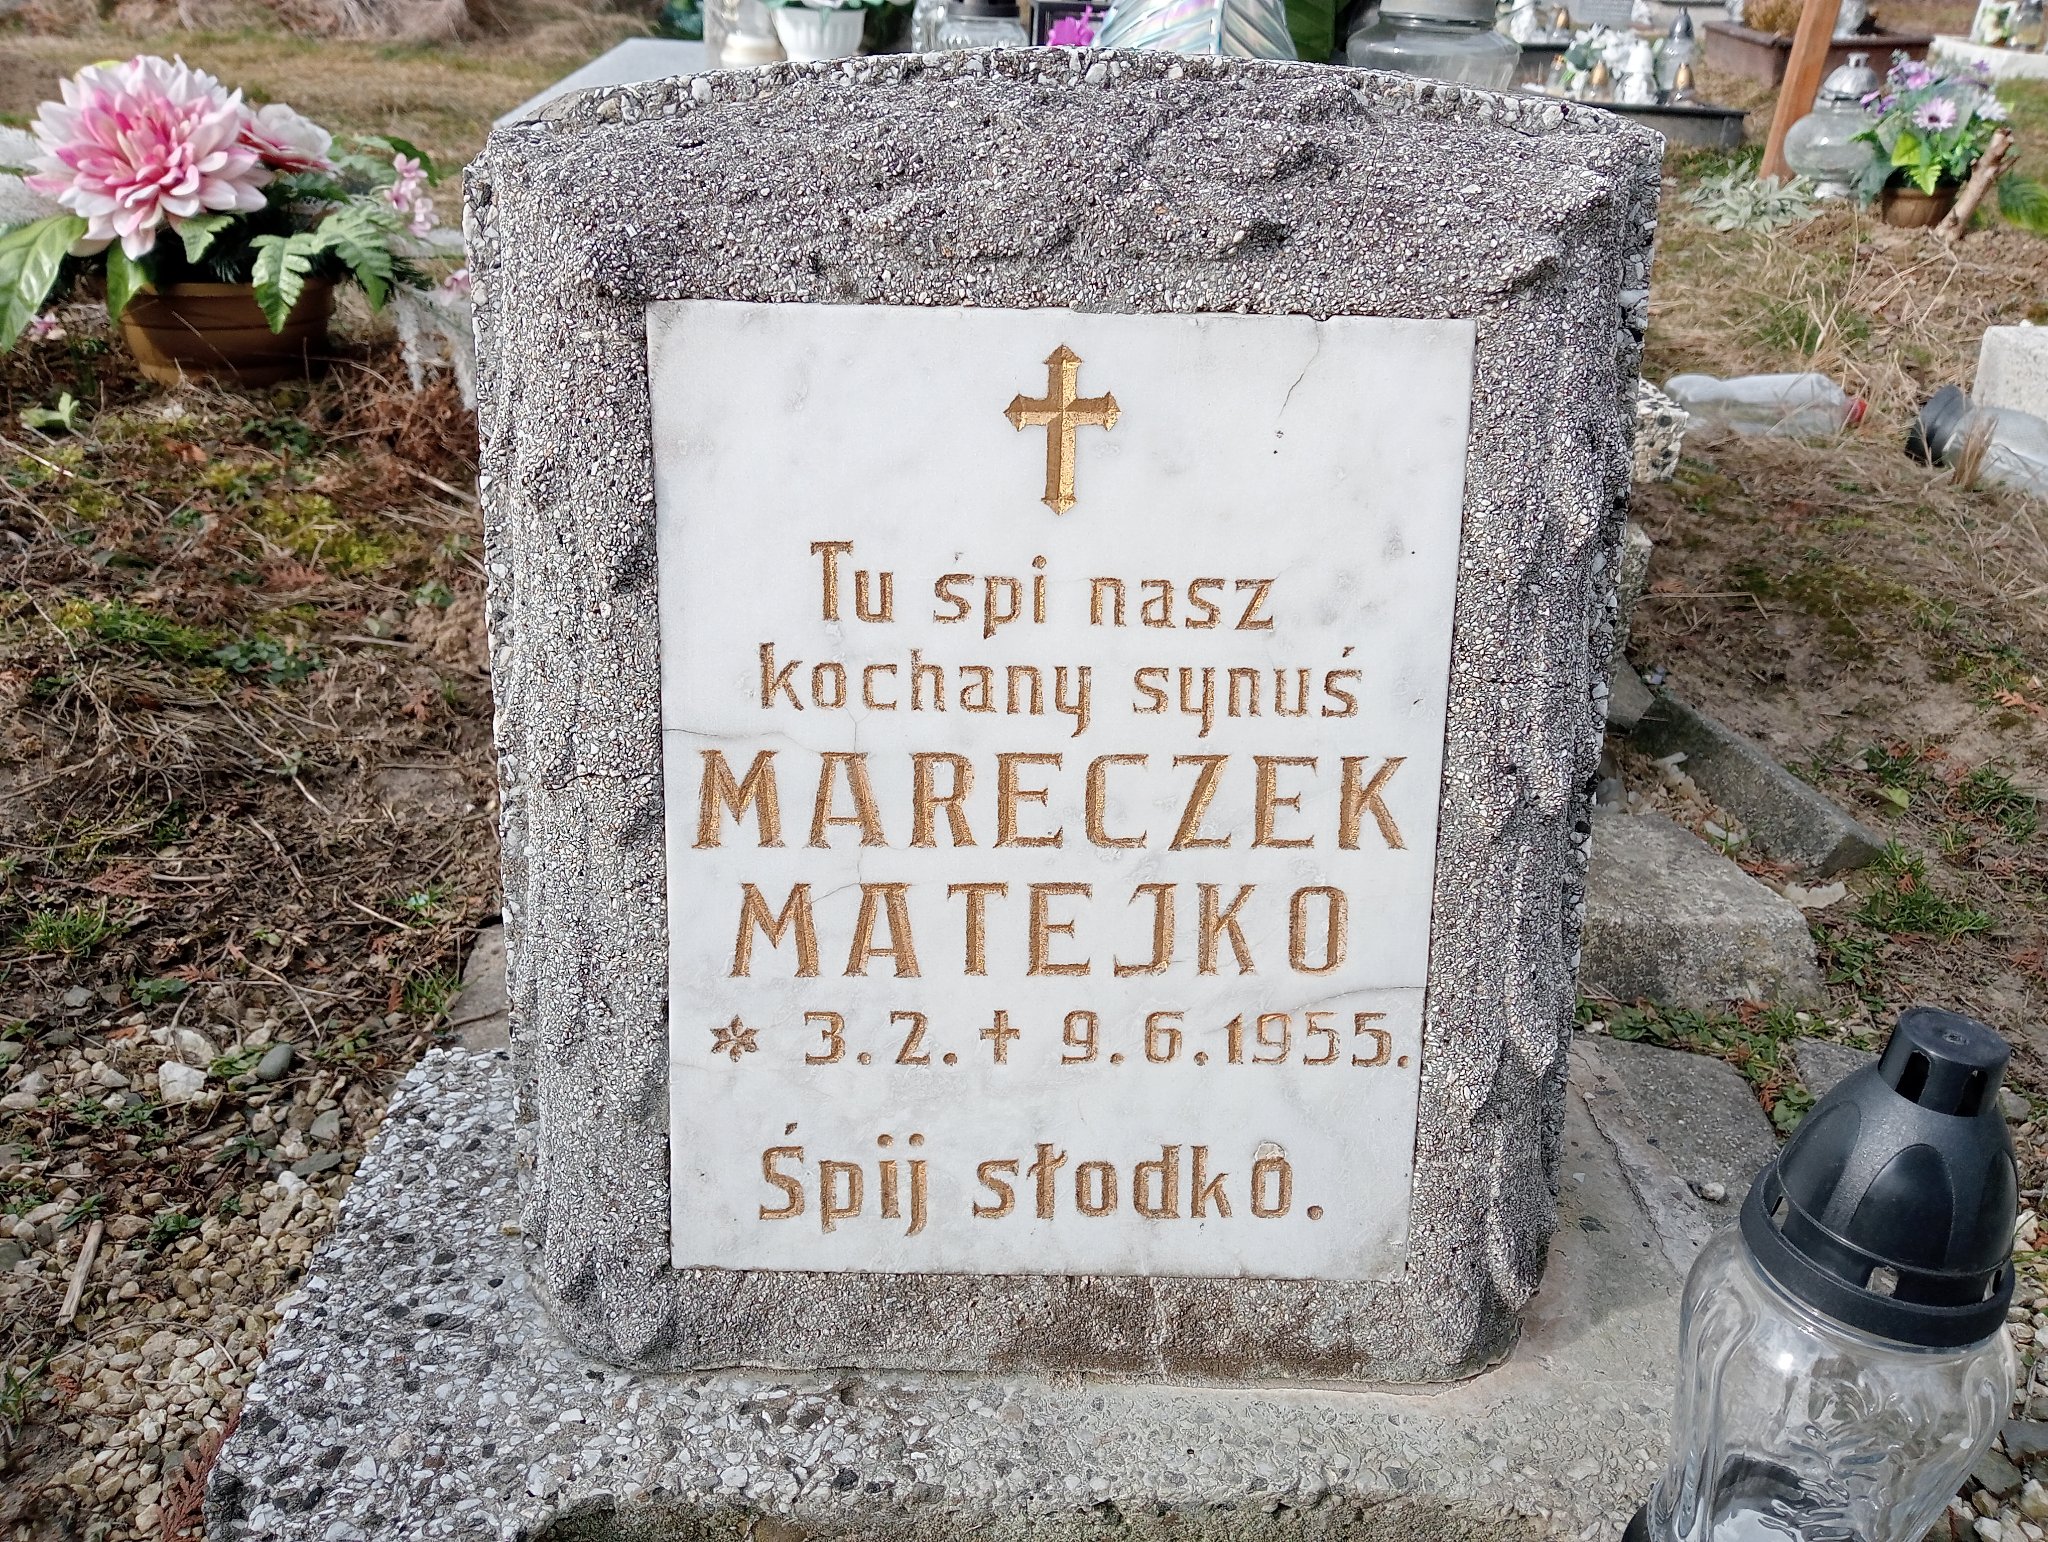 Tu śpi nasz
kochany synuś
MARECZEK
MATEJKO
* 3.2. ✝ 9.6.1955.
Śpij słodko.